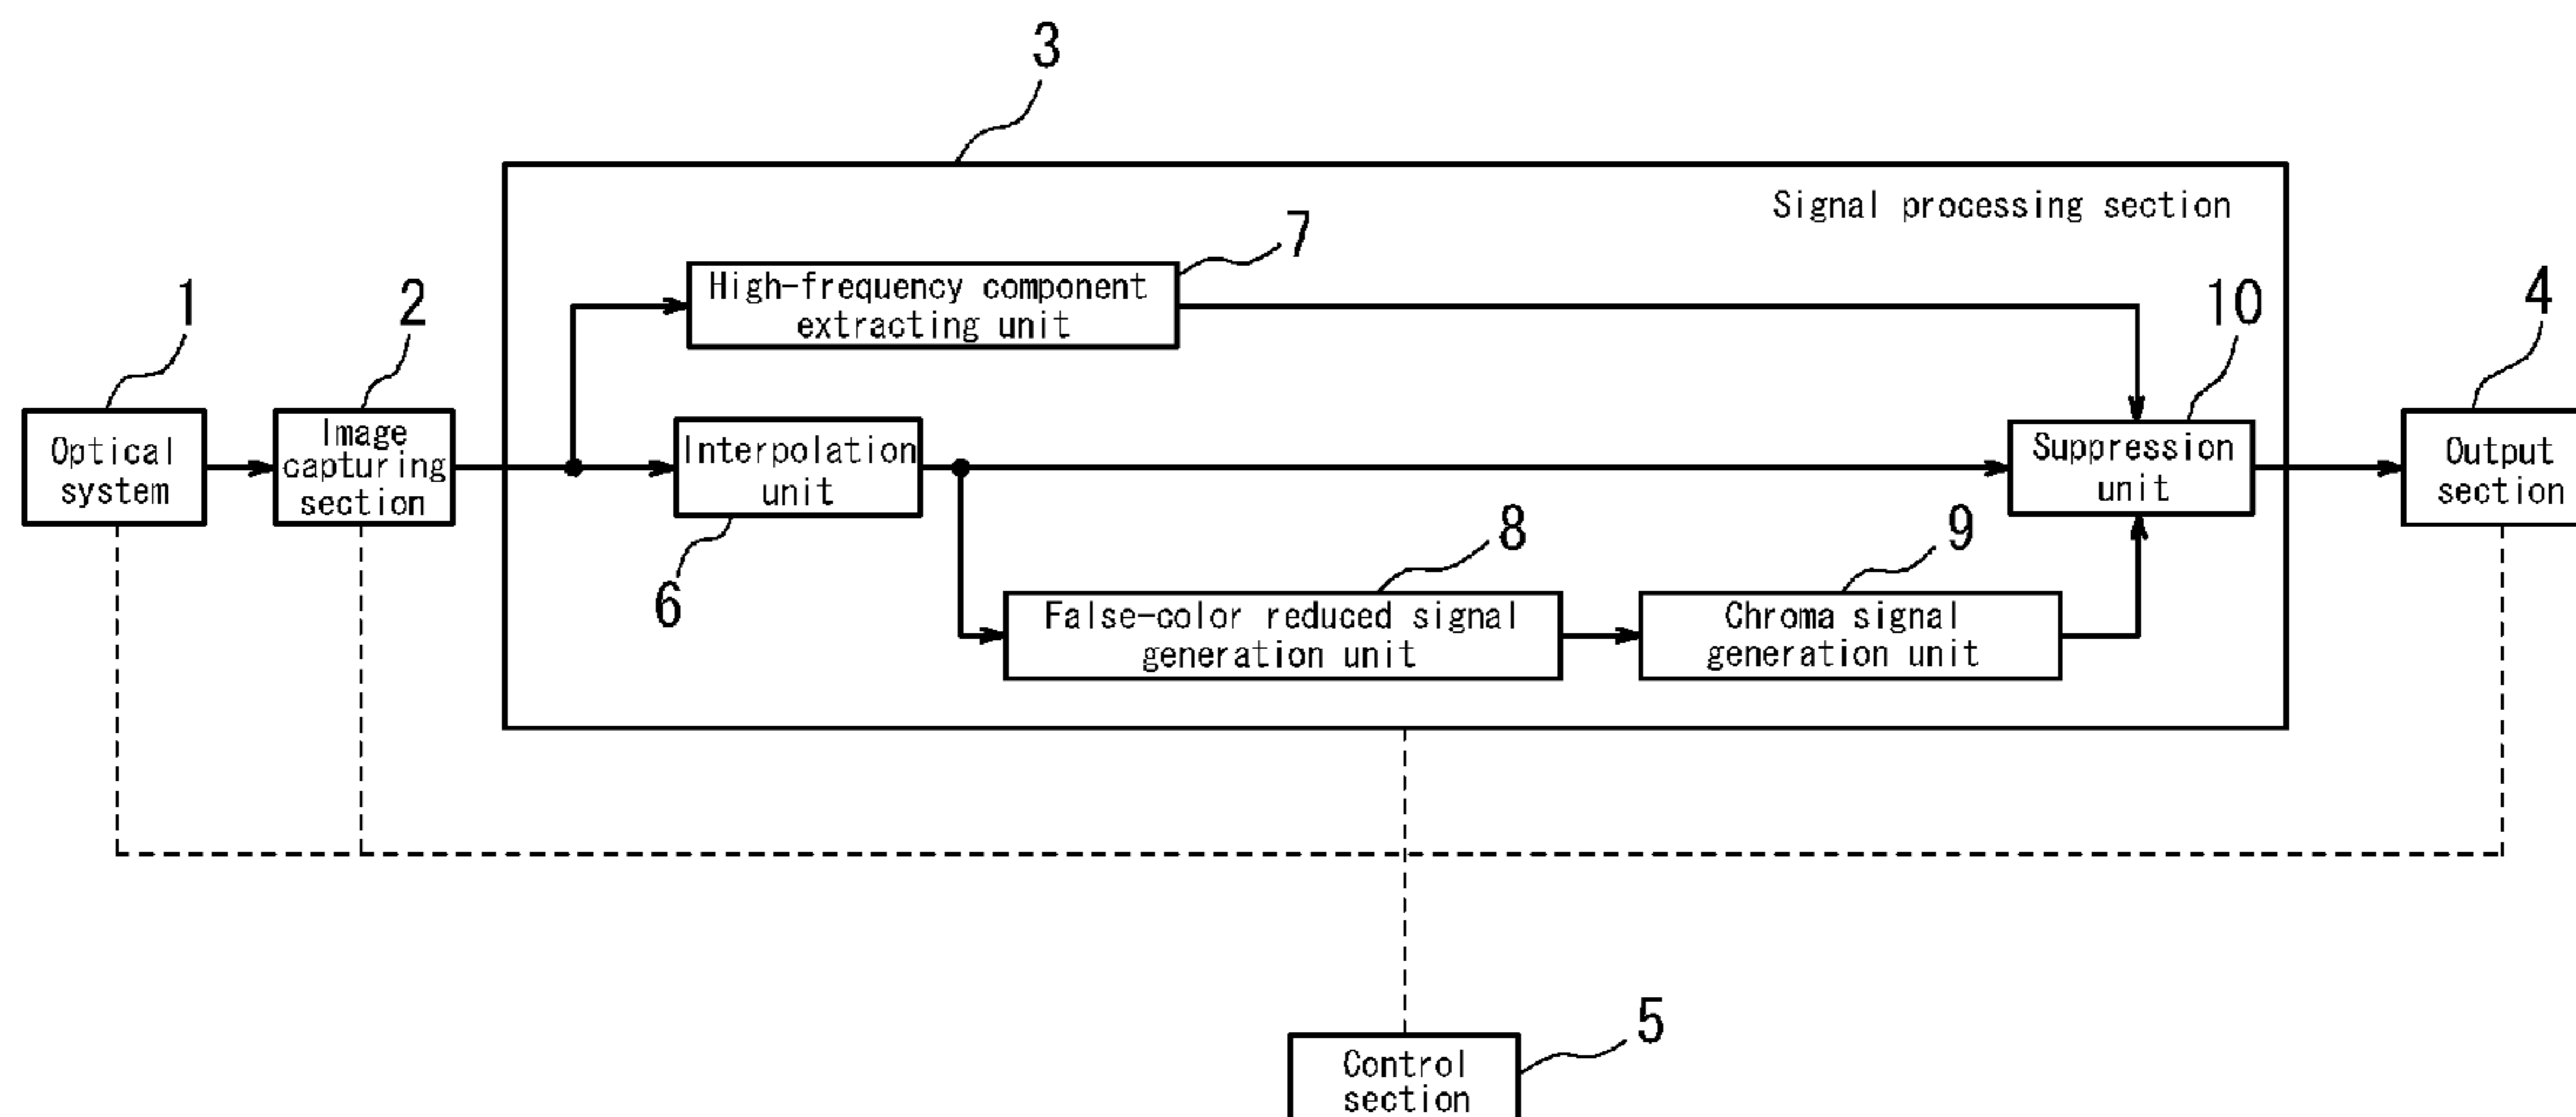 3
Signal processing section
7
High-frequency component
extracting unit
1
2
10
4
Optical
system
Image
capturing
section
Interpolation
unit
Suppression
unit
Output
section
6
8
9
False-color reduced signal
generation unit
Chroma signal
generation unit
5
Control
section